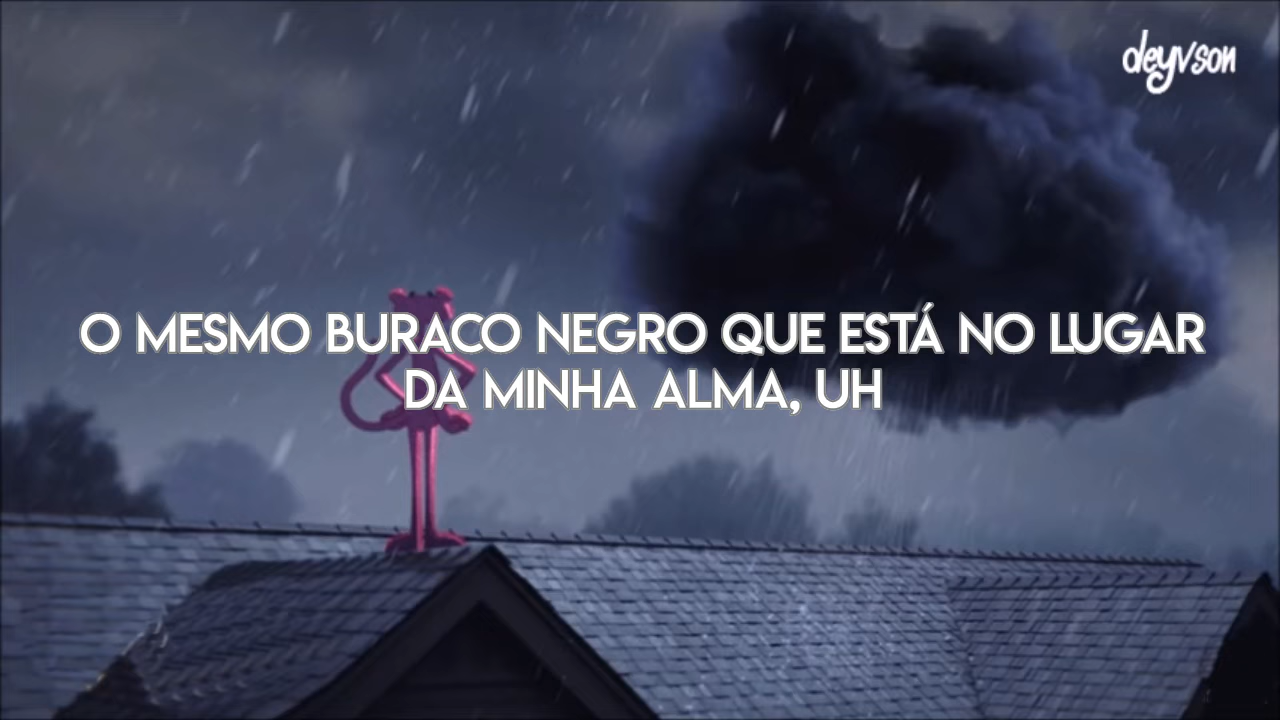 deyvson
O MESMO BURACO NEGRO QUE ESTÁ NO LUGAR
DA MINHA ALMA, UH